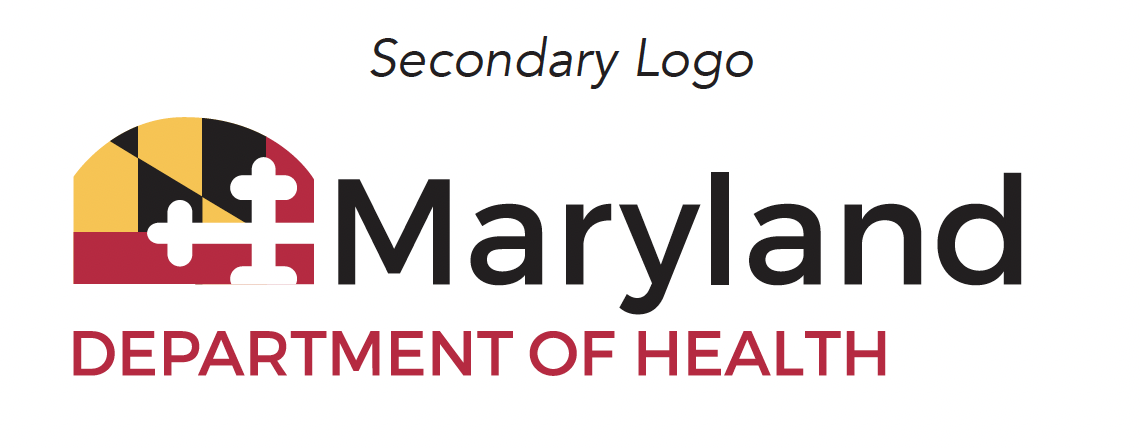 Secondary Logo
Maryland
DEPARTMENT OF HEALTH